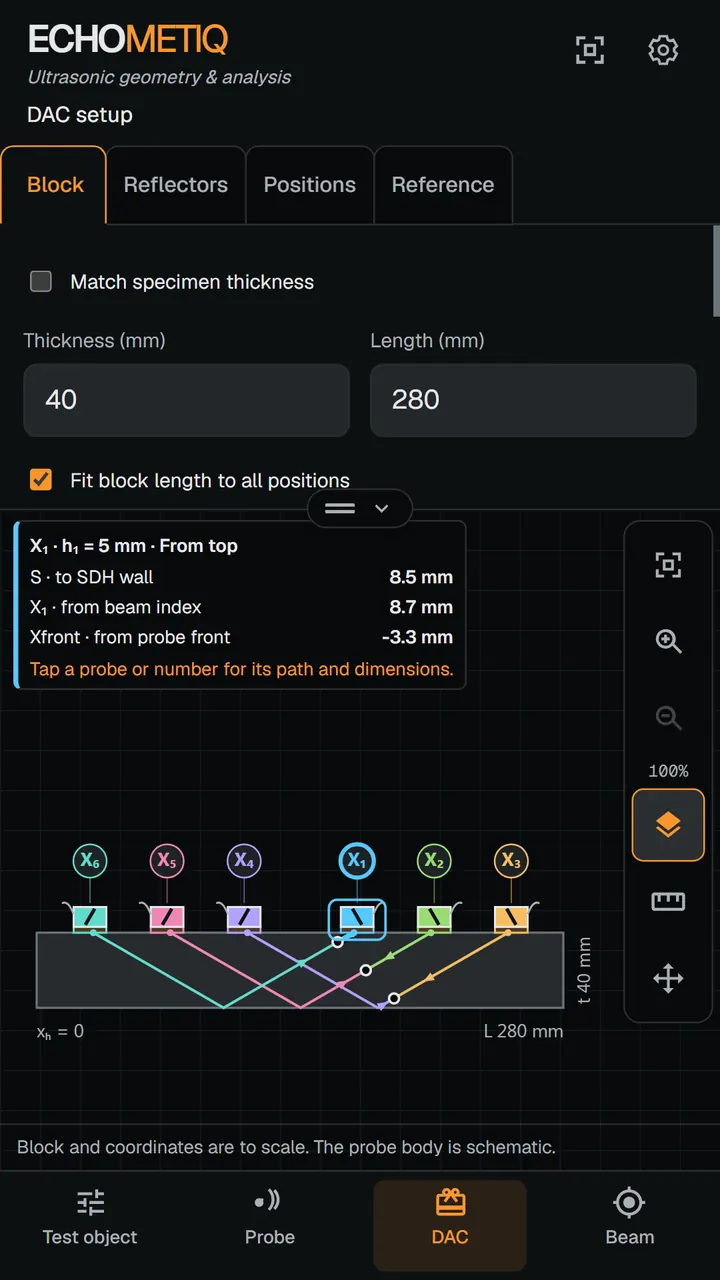 ECHOMETIQ
Ultrasonic geometry & analysis
DAC setup
Block Reflectors Positions Reference
Match specimen thickness
Thickness (mm) Length (mm)
40 280
Fit block length to all positions
X₁ · h₁ = 5 mm · From top
S · to SDH wall 8.5 mm
X₁ · from beam index 8.7 mm
Xfront · from probe front -3.3 mm
Tap a probe or number for its path and dimensions.
100%
X₆ X₅ X₄ X₁ X₂ X₃
t 40 mm
xₕ = 0 L 280 mm
Block and coordinates are to scale. The probe body is schematic.
Test object Probe DAC Beam